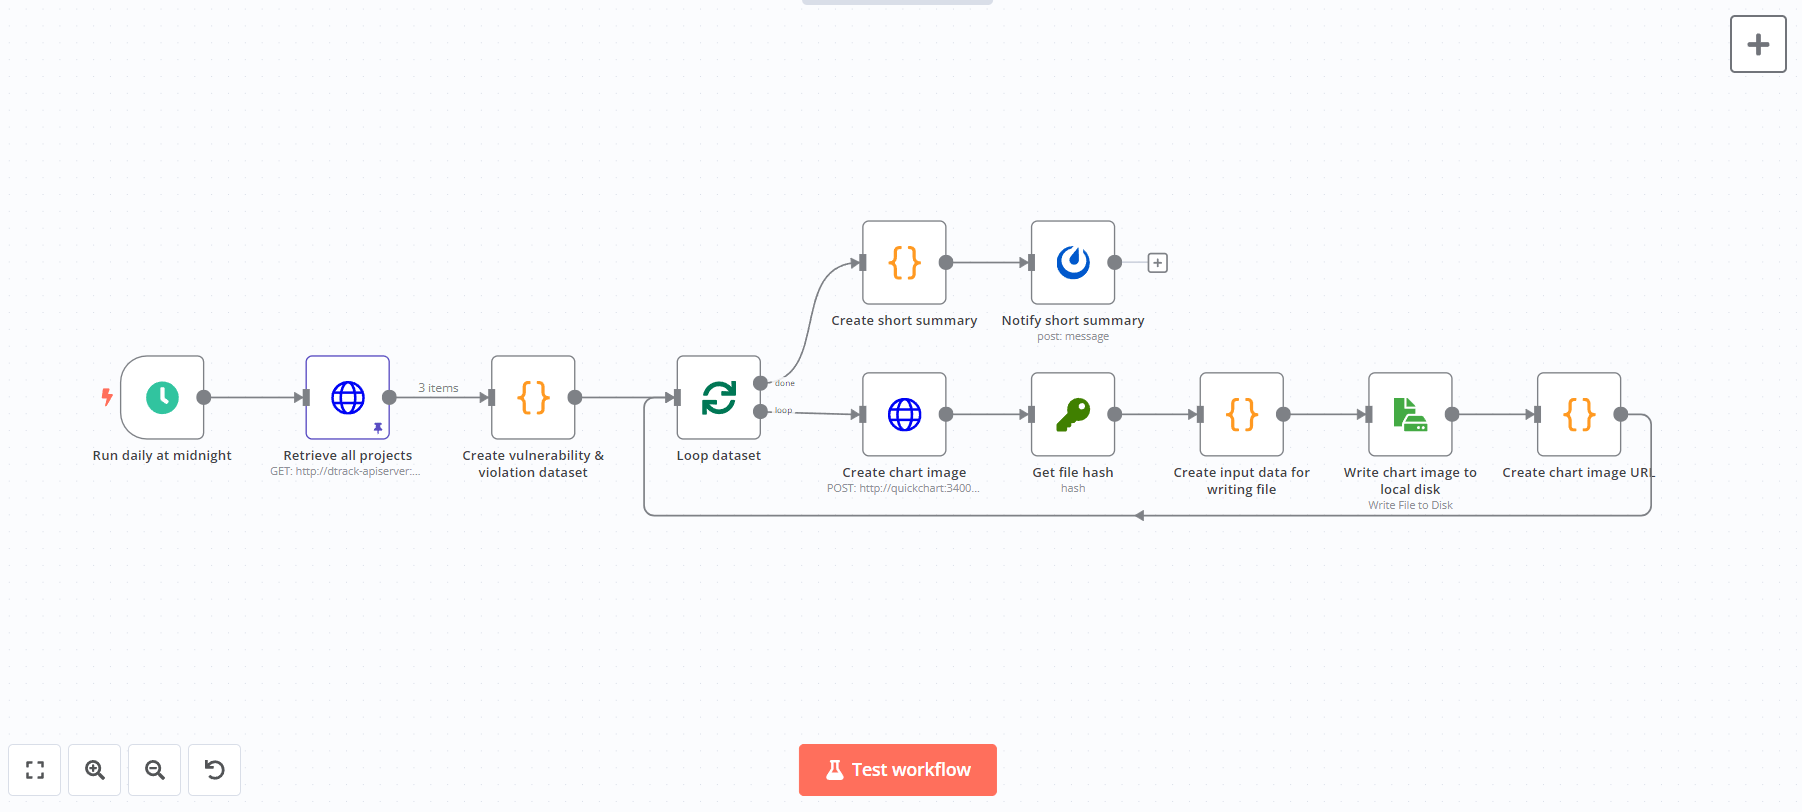 Create short summary
Notify short summary
post: message
3 items
done
loop
Run daily at midnight
Retrieve all projects
GET: http://dtrack-apiserver:...
Create vulnerability &
violation dataset
Loop dataset
Create chart image
POST: http://quickchart:3400...
Get file hash
hash
Create input data for
writing file
Write chart image to
local disk
Write File to Disk
Create chart image URL
Test workflow